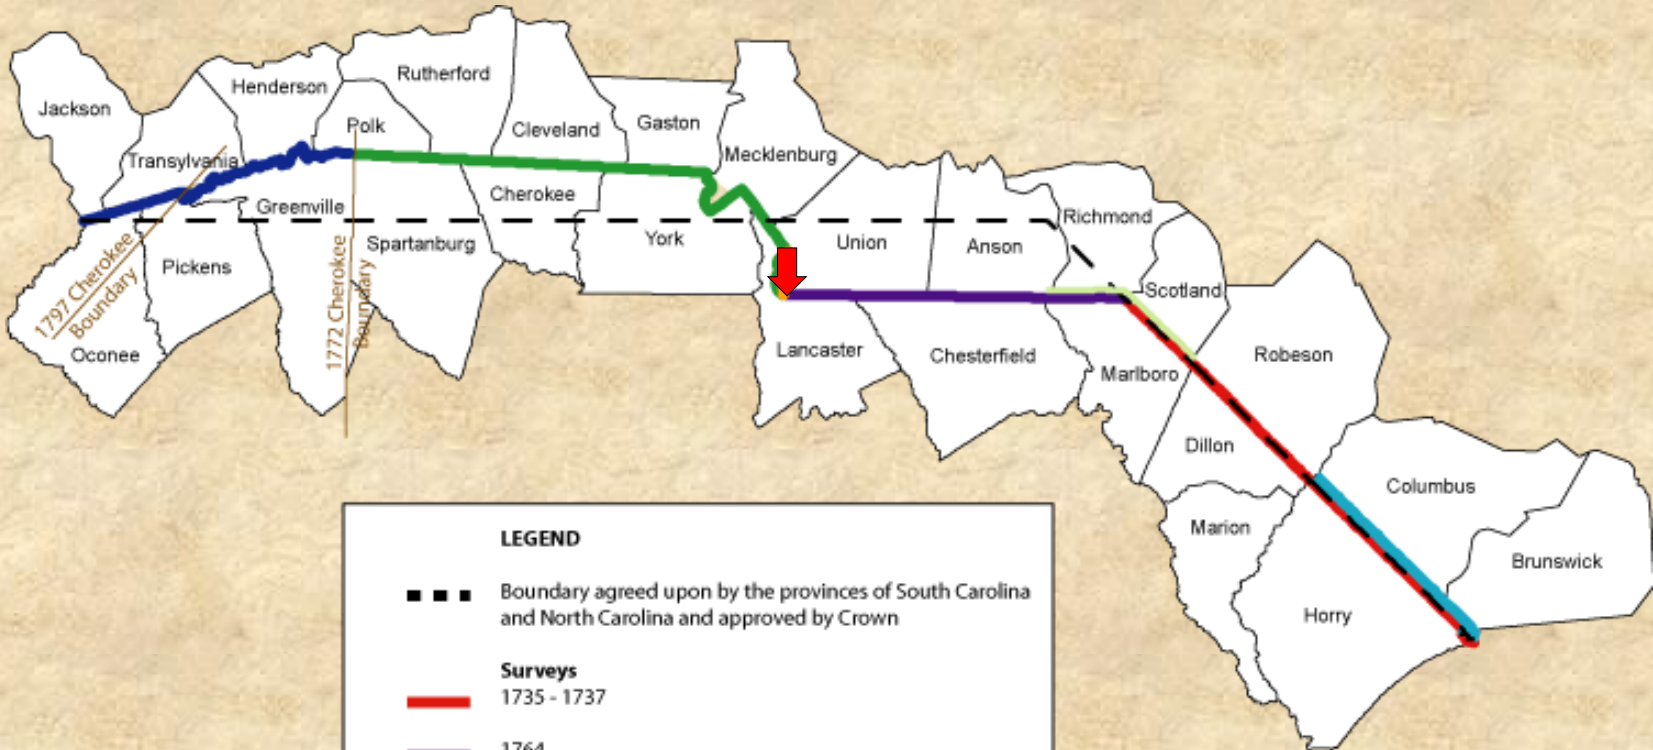 Jackson
Henderson
Rutherford
Polk
Cleveland
Gaston
Mecklenburg
Transylvania
Greenville
Cherokee
Spartanburg
York
Pickens
Union
Anson
Richmond
Scotland
1797 Cherokee
Boundary
1772 Cherokee
Boundary
Oconee
Lancaster
Chesterfield
Marlboro
Robeson
Dillon
Columbus
Marion
Brunswick
Horry
LEGEND
Boundary agreed upon by the provinces of South Carolina
and North Carolina and approved by Crown
Surveys
1735 - 1737
1764